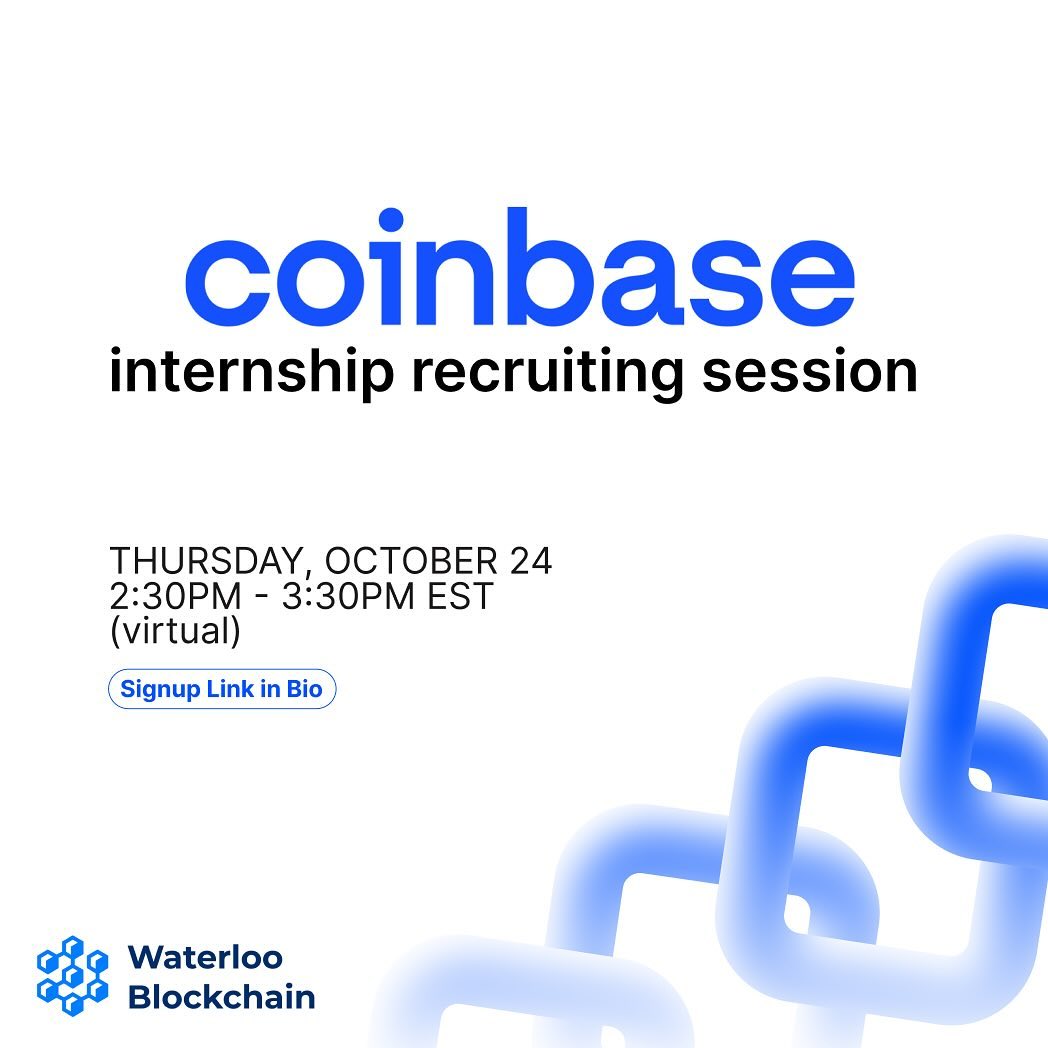 coinbase
internship recruiting session
THURSDAY, OCTOBER 24
2:30PM - 3:30PM EST
(virtual)
Signup Link in Bio
Waterloo
Blockchain